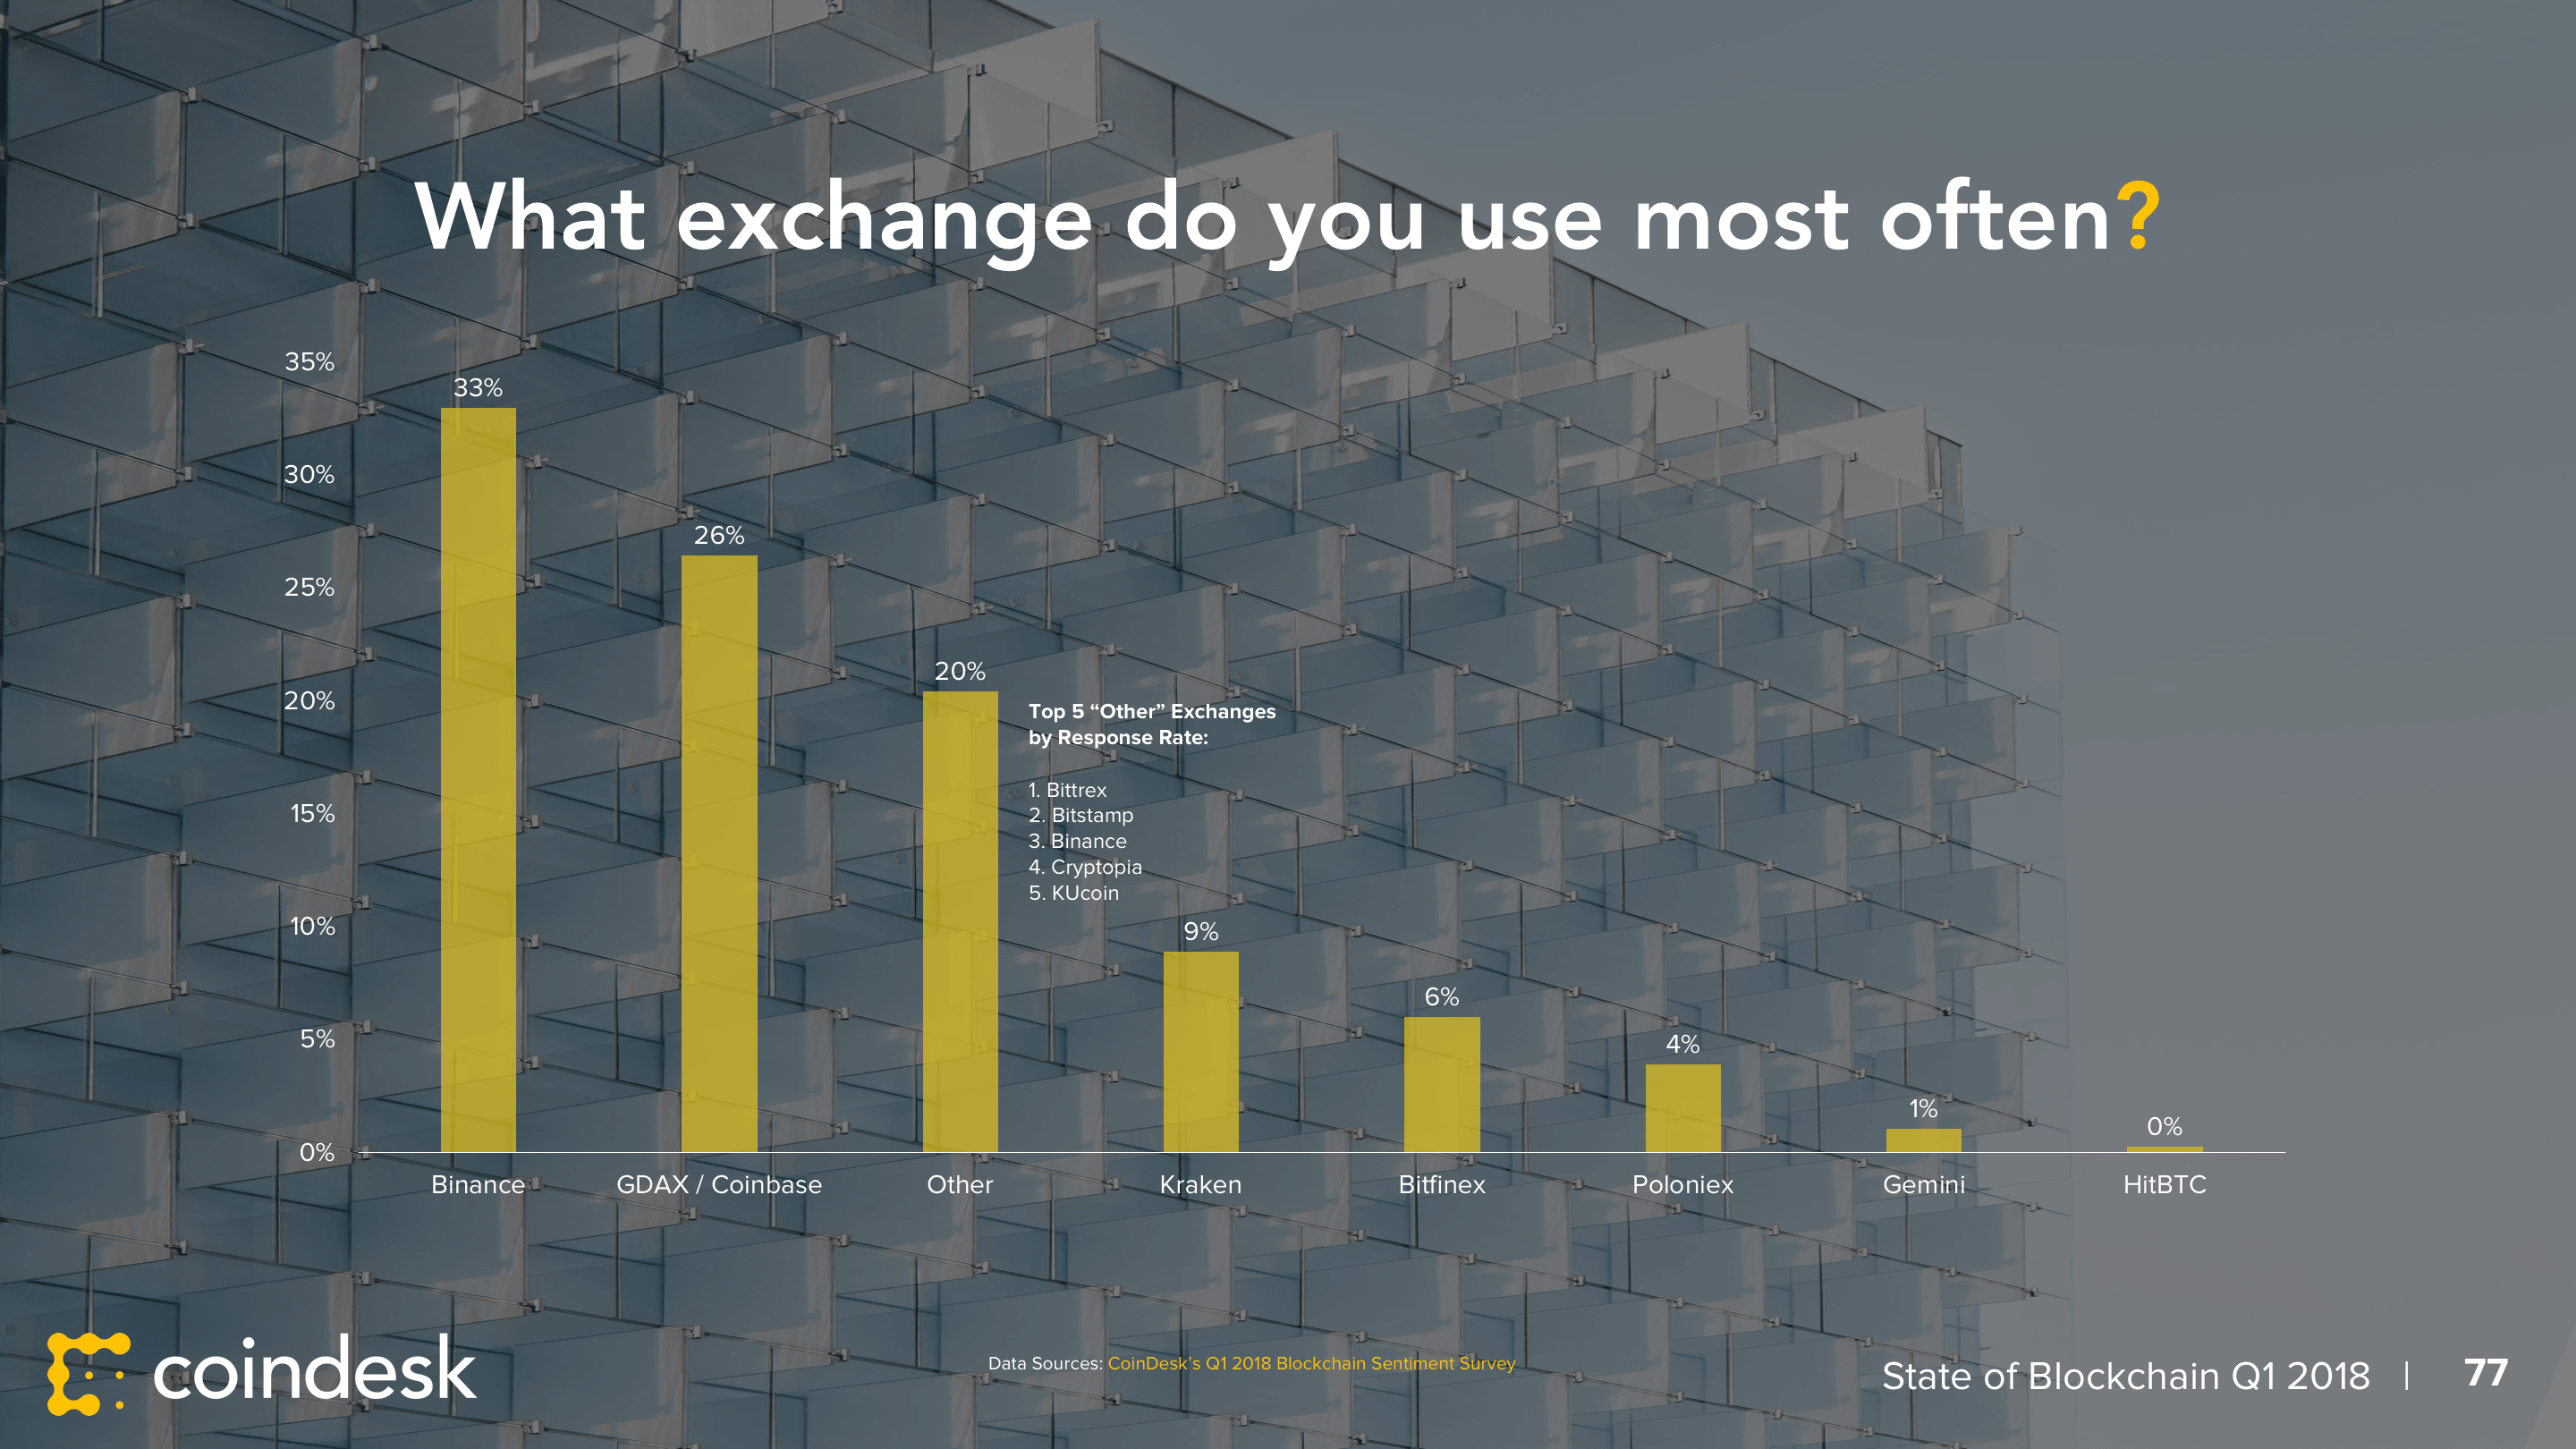 What exchange do you use most often?
35%
30%
25%
20%
15%
10%
5%
0%
33%
26%
20%
9%
6%
4%
1%
0%
Top 5 “Other” Exchanges
by Response Rate:
1. Bittrex
2. Bitstamp
3. Binance
4. Cryptopia
5. KUcoin
Binance
GDAX / Coinbase
Other
Kraken
Bitfinex
Poloniex
Gemini
HitBTC
coindesk
Data Sources: CoinDesk’s Q1 2018 Blockchain Sentiment Survey
State of Blockchain Q1 2018 | 77